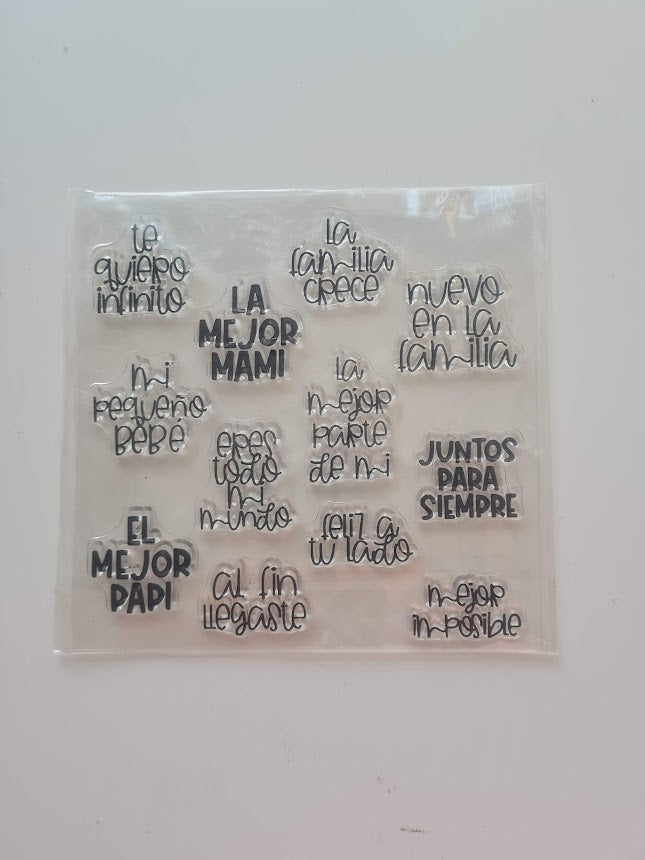 te
quiero
infinito
LA
MEJOR
MAMI
la
familia
crece
nuevo
en la
familia
mi
pequeño
bebé
eres
todo
mi
mundo
la
mejor
parte
de mi
JUNTOS
PARA
SIEMPRE
EL
MEJOR
PAPI
al fin
llegaste
feliz a
tu lado
mejor
imposible